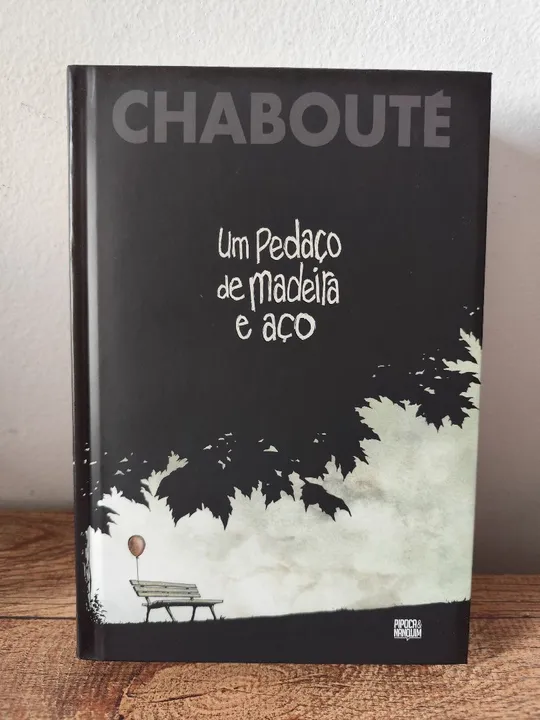 CHABOUTÉ
Um Pedaço
de madeira
e aço
PIPOCA &
NANQUIM